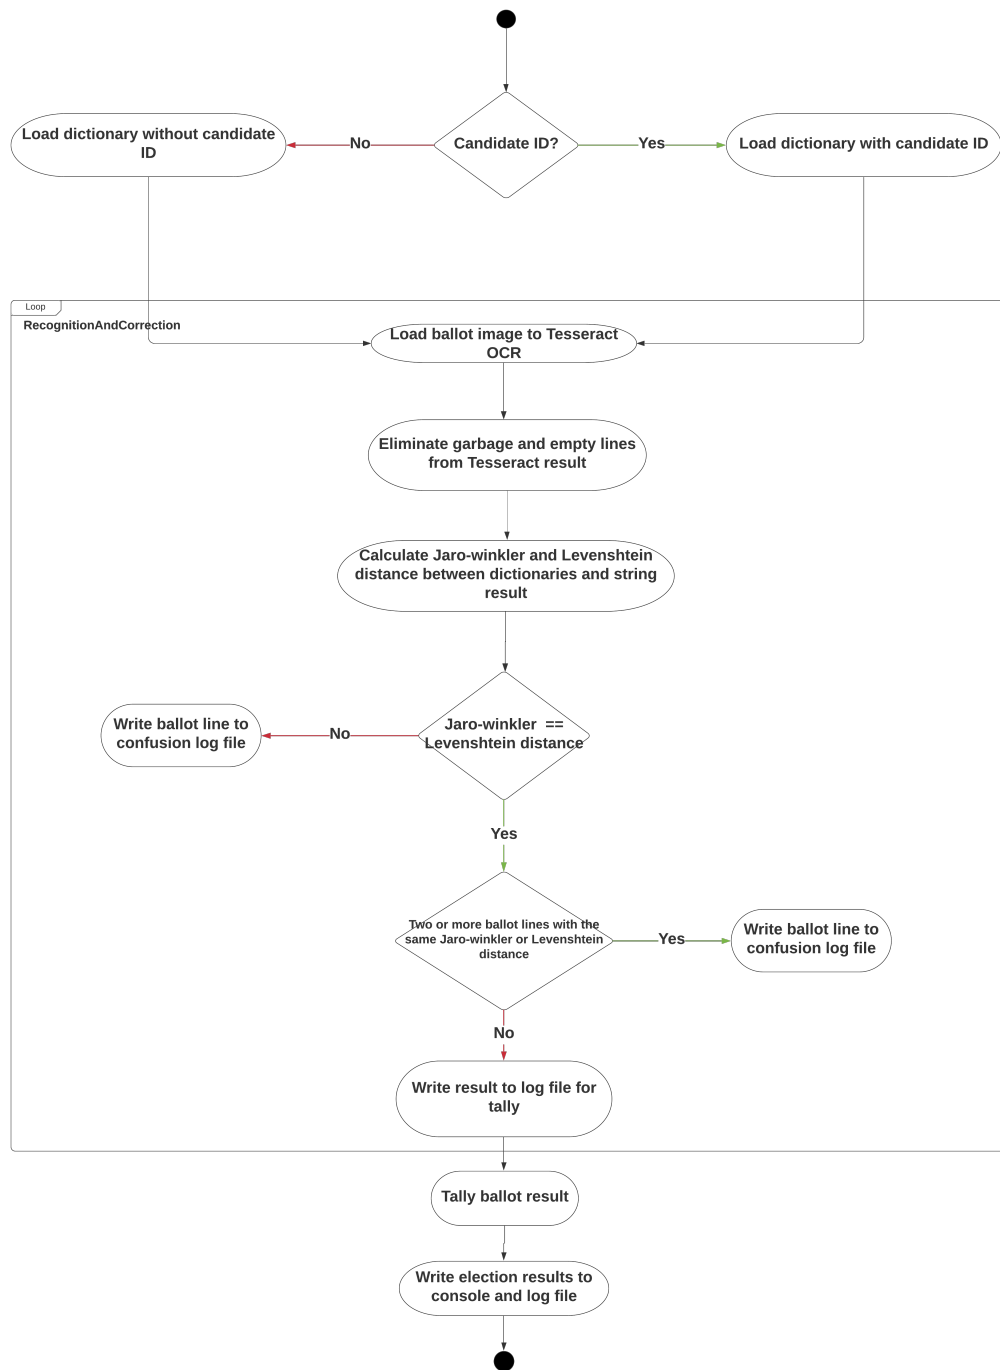 Candidate ID?
No
Yes
Load dictionary without candidate
ID
Load dictionary with candidate ID
Loop
RecognitionAndCorrection
Load ballot image to Tesseract
OCR
Eliminate garbage and empty lines
from Tesseract result
Calculate Jaro-winkler and Levenshtein
distance between dictionaries and string
result
Jaro-winkler ==
Levenshtein distance
No
Write ballot line to
confusion log file
Yes
Two or more ballot lines with the
same Jaro-winkler or Levenshtein
distance
Yes
Write ballot line to
confusion log file
No
Write result to log file for
tally
Tally ballot result
Write election results to
console and log file